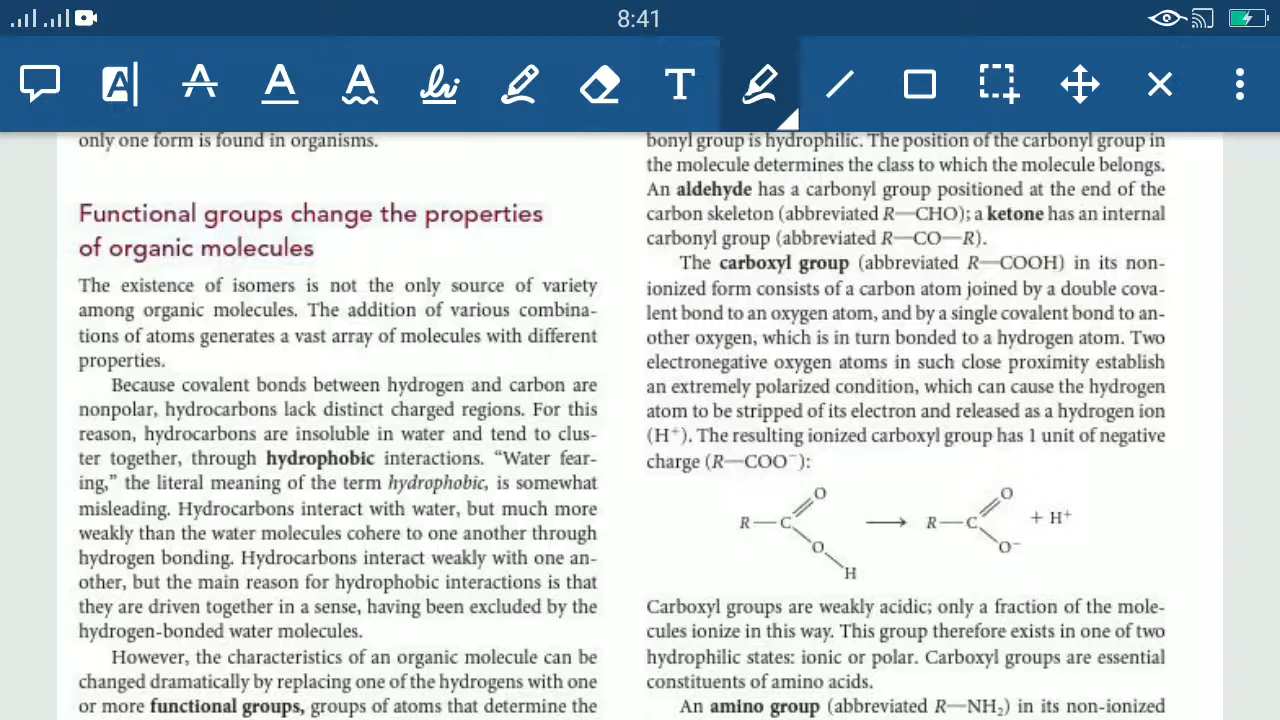 8:41
only one form is found in organisms.
Functional groups change the properties
of organic molecules
The existence of isomers is not the only source of variety
among organic molecules. The addition of various combina-
tions of atoms generates a vast array of molecules with different
properties.
Because covalent bonds between hydrogen and carbon are
nonpolar, hydrocarbons lack distinct charged regions. For this
reason, hydrocarbons are insoluble in water and tend to clus-
ter together, through hydrophobic interactions. “Water fear-
ing,” the literal meaning of the term hydrophobic, is somewhat
misleading. Hydrocarbons interact with water, but much more
weakly than the water molecules cohere to one another through
hydrogen bonding. Hydrocarbons interact weakly with one an-
other, but the main reason for hydrophobic interactions is that
they are driven together in a sense, having been excluded by the
hydrogen-bonded water molecules.
However, the characteristics of an organic molecule can be
changed dramatically by replacing one of the hydrogens with one
or more functional groups, groups of atoms that determine the
bonyl group is hydrophilic. The position of the carbonyl group in
the molecule determines the class to which the molecule belongs.
An aldehyde has a carbonyl group positioned at the end of the
carbon skeleton (abbreviated R—CHO); a ketone has an internal
carbonyl group (abbreviated R—CO—R).
The carboxyl group (abbreviated R—COOH) in its non-
ionized form consists of a carbon atom joined by a double cova-
lent bond to an oxygen atom, and by a single covalent bond to an-
other oxygen, which is in turn bonded to a hydrogen atom. Two
electronegative oxygen atoms in such close proximity establish
an extremely polarized condition, which can cause the hydrogen
atom to be stripped of its electron and released as a hydrogen ion
(H⁺). The resulting ionized carboxyl group has 1 unit of negative
charge (R—COO⁻):
O O
R—C → R—C + H⁺
O O⁻
H
Carboxyl groups are weakly acidic; only a fraction of the mole-
cules ionize in this way. This group therefore exists in one of two
hydrophilic states: ionic or polar. Carboxyl groups are essential
constituents of amino acids.
An amino group (abbreviated R—NH₂) in its non-ionized